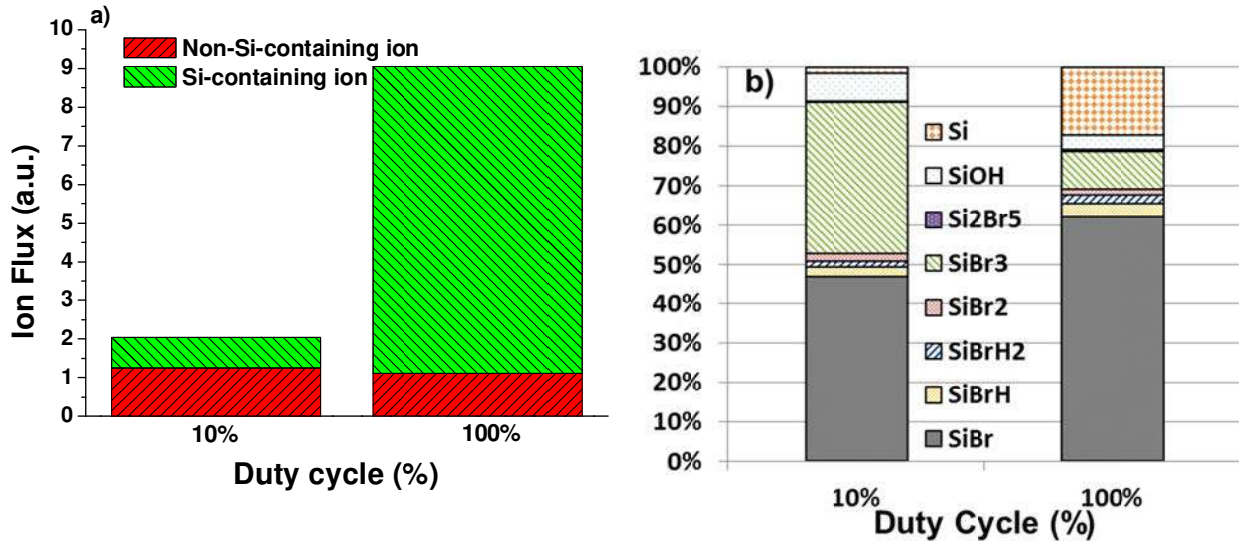 a)
10
9
8
7
6
5
4
3
2
1
0
Ion Flux (a.u.)
Non-Si-containing ion
Si-containing ion
10%
100%
Duty cycle (%)
b)
100%
90%
80%
70%
60%
50%
40%
30%
20%
10%
0%
Si
SiOH
Si2Br5
SiBr3
SiBr2
SiBrH2
SiBrH
SiBr
10%
100%
Duty Cycle (%)